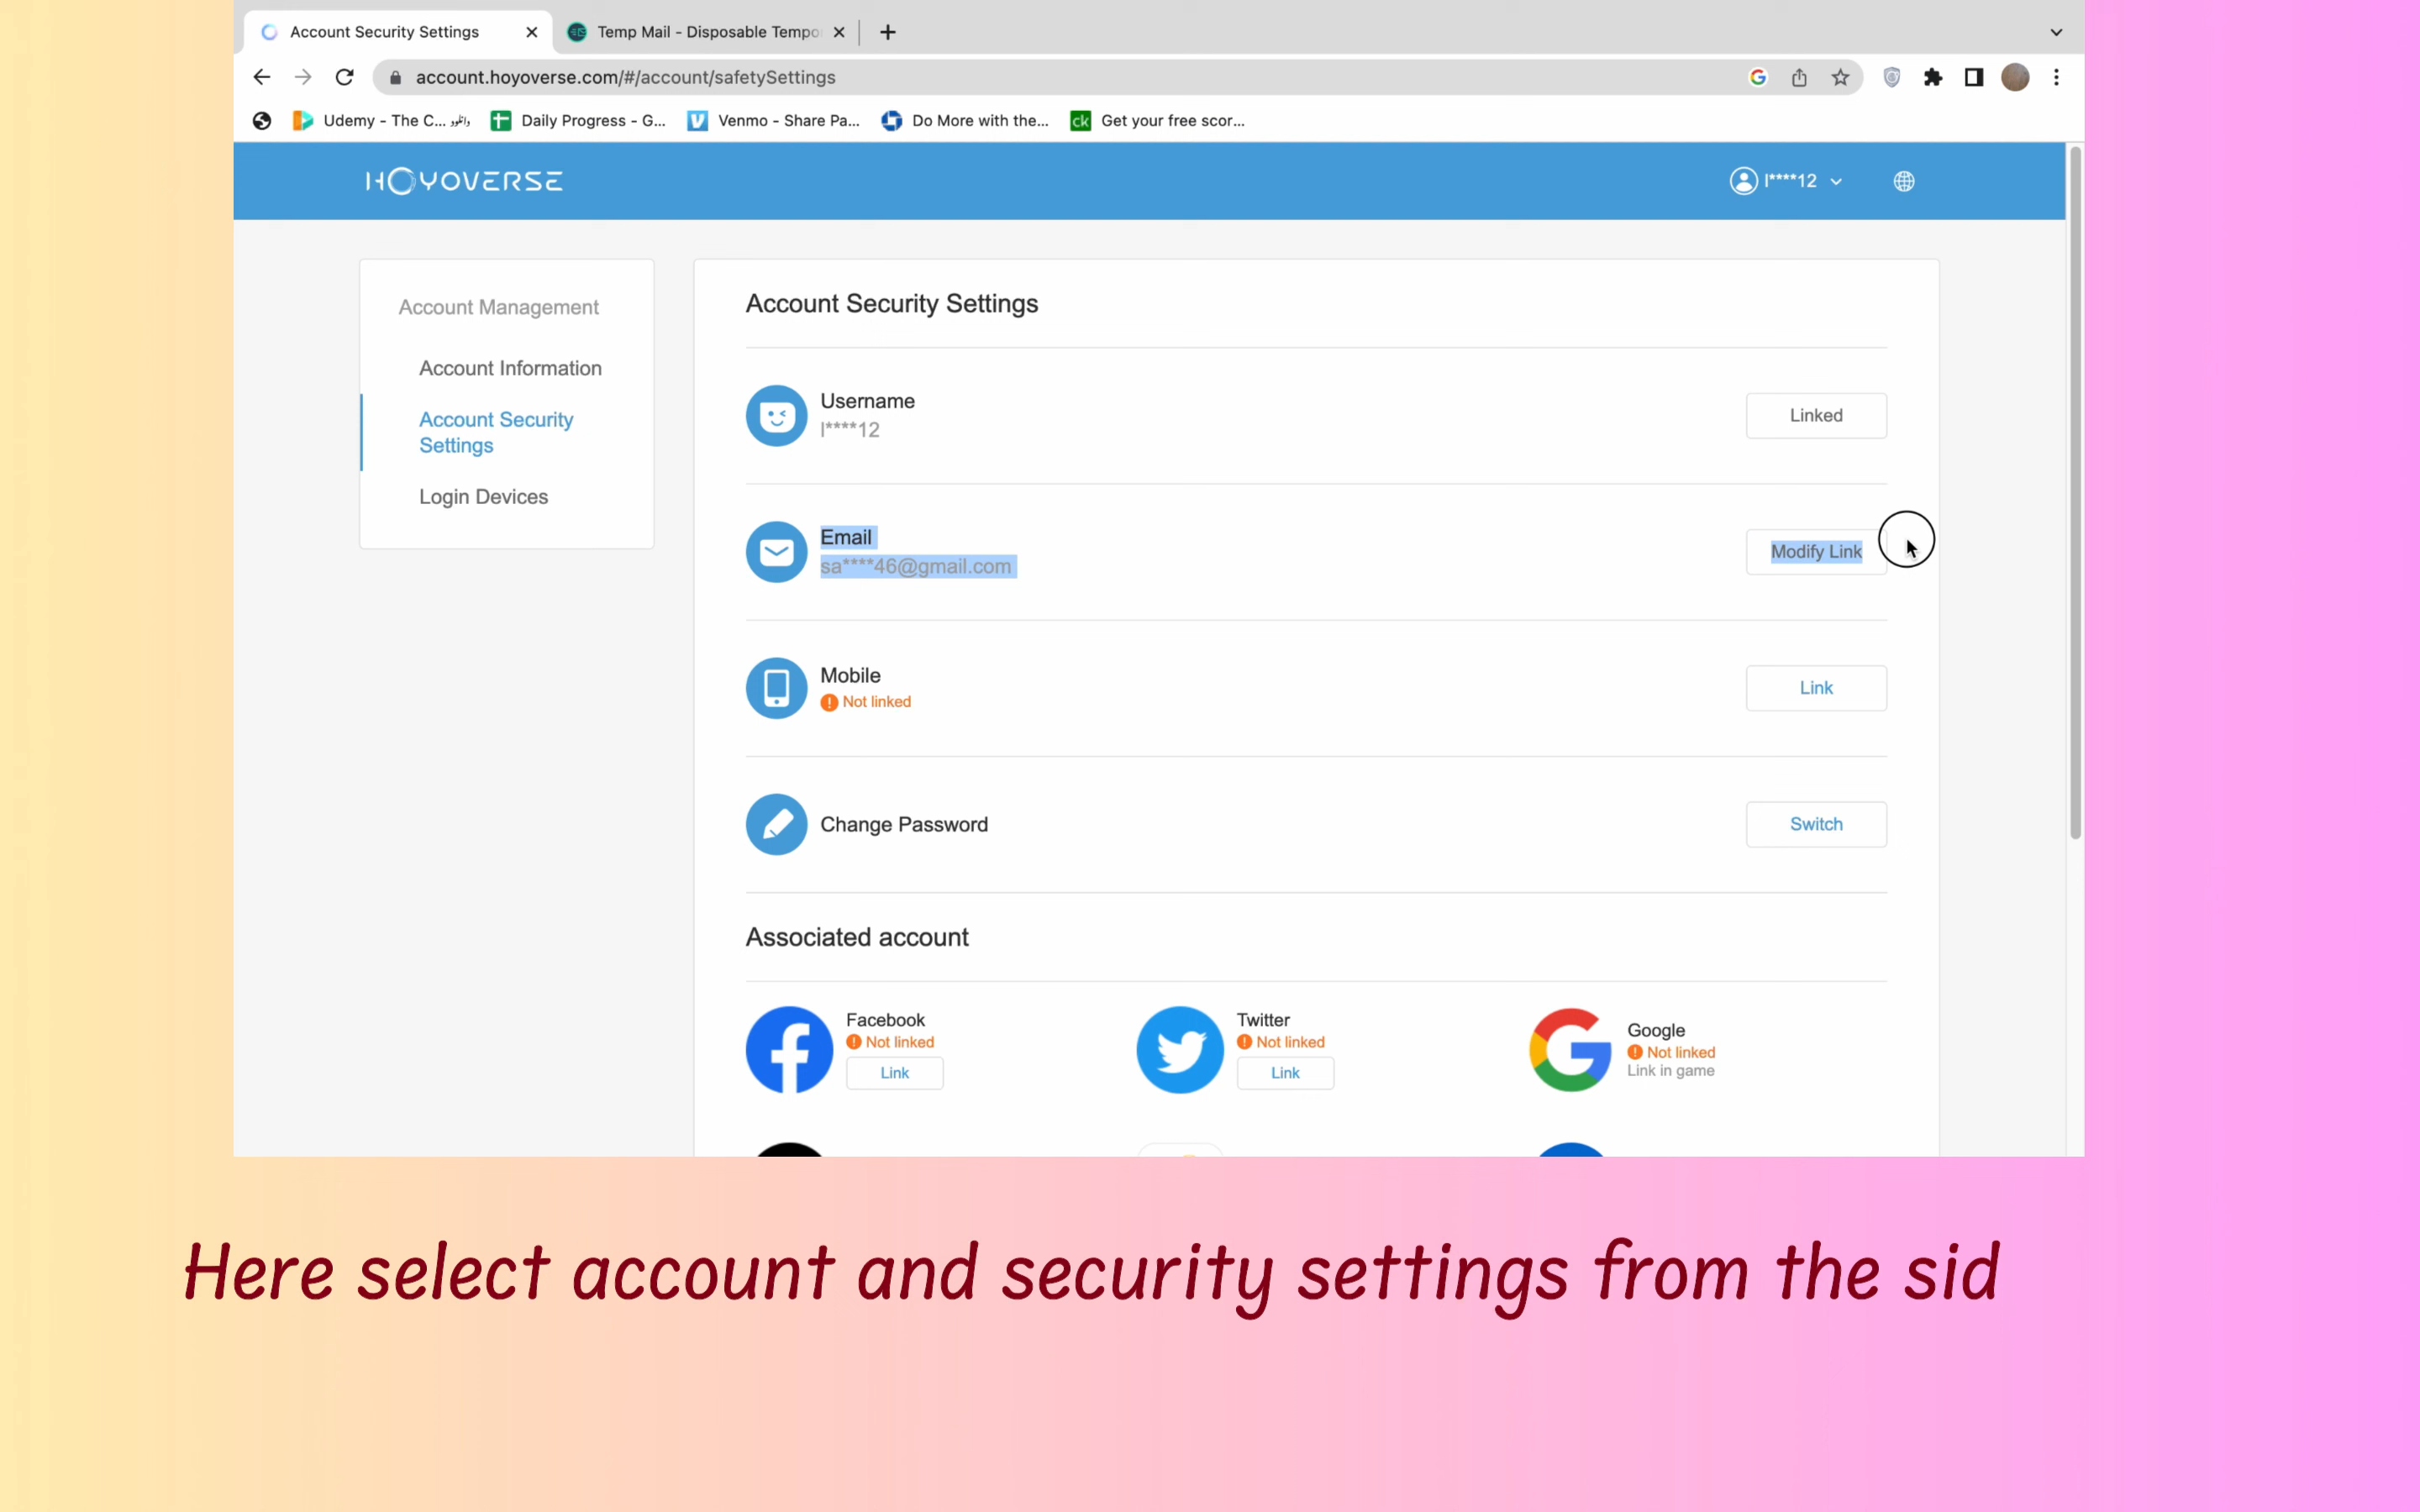 Account Security Settings
Temp Mail - Disposable Tempo
account.hoyoverse.com/#/account/safetySettings
Udemy - The C...
Daily Progress - G...
Venmo - Share Pa...
Do More with the...
ck Get your free scor...
HOYOVERSE
l****12
Account Management
Account Information
Account Security
Settings
Login Devices
Account Security Settings
Username
l****12
Linked
Email
sa****46@gmail.com
Modify Link
Mobile
Not linked
Link
Change Password
Switch
Associated account
Facebook
Not linked
Link
Twitter
Not linked
Link
Google
Not linked
Link in game
Here select account and security settings from the sid